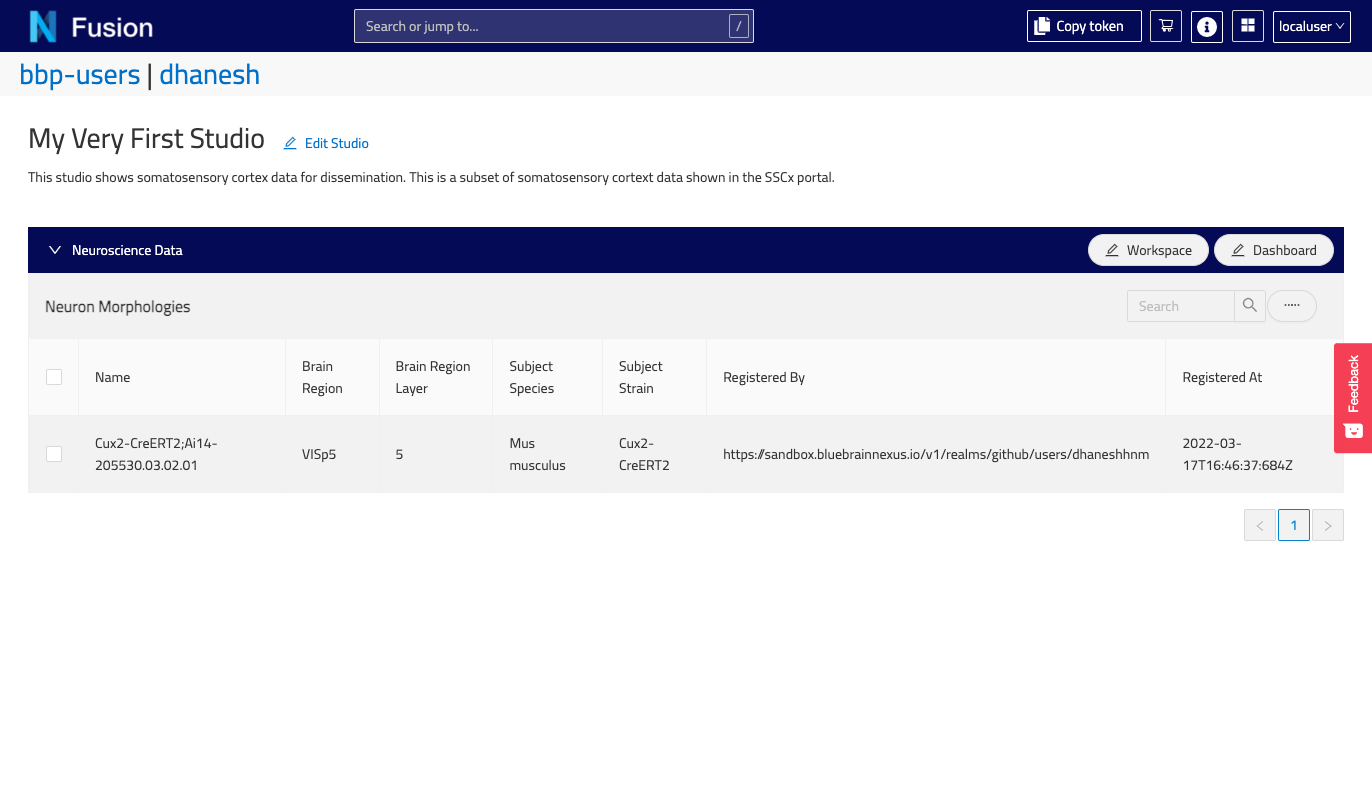 Fusion
Search or jump to...
/
Copy token
localuser
bbp-users | dhanesh
My Very First Studio
Edit Studio
This studio shows somatosensory cortex data for dissemination. This is a subset of somatosensory cortext data shown in the SSCx portal.
Neuroscience Data
Workspace
Dashboard
Neuron Morphologies
Search
Name
Brain
Region
Brain Region
Layer
Subject
Species
Subject
Strain
Registered By
Registered At
Cux2-CreERT2;Ai14-
205530.03.02.01
VISp5
5
Mus
musculus
Cux2-
CreERT2
https://sandbox.bluebrainnexus.io/v1/realms/github/users/dhaneshhnm
2022-03-
17T16:46:37:684Z
Feedback
1